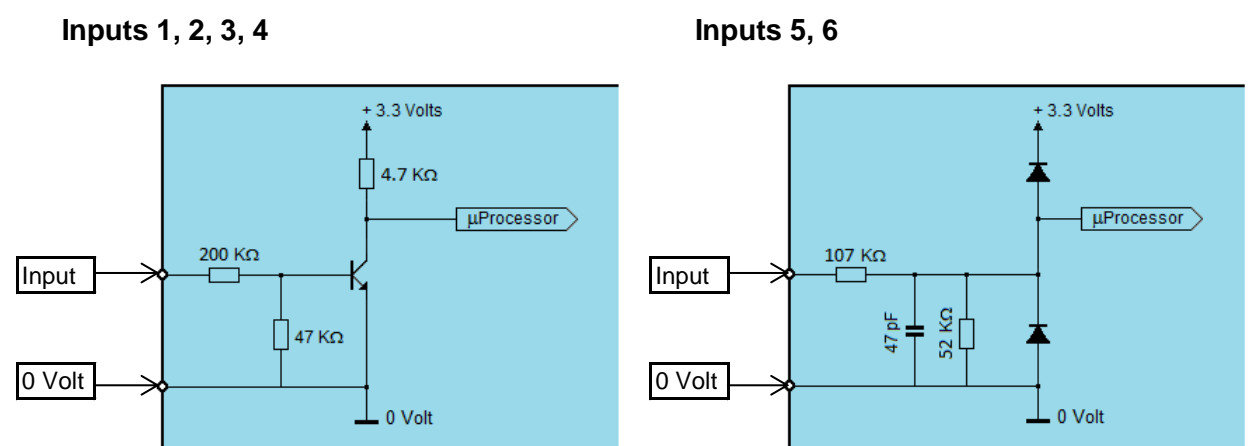 Inputs 1, 2, 3, 4
+ 3.3 Volts
4.7 KΩ
µProcessor
200 KΩ
Input
47 KΩ
0 Volt
0 Volt
Inputs 5, 6
+ 3.3 Volts
µProcessor
107 KΩ
Input
47 pF
52 KΩ
0 Volt
0 Volt